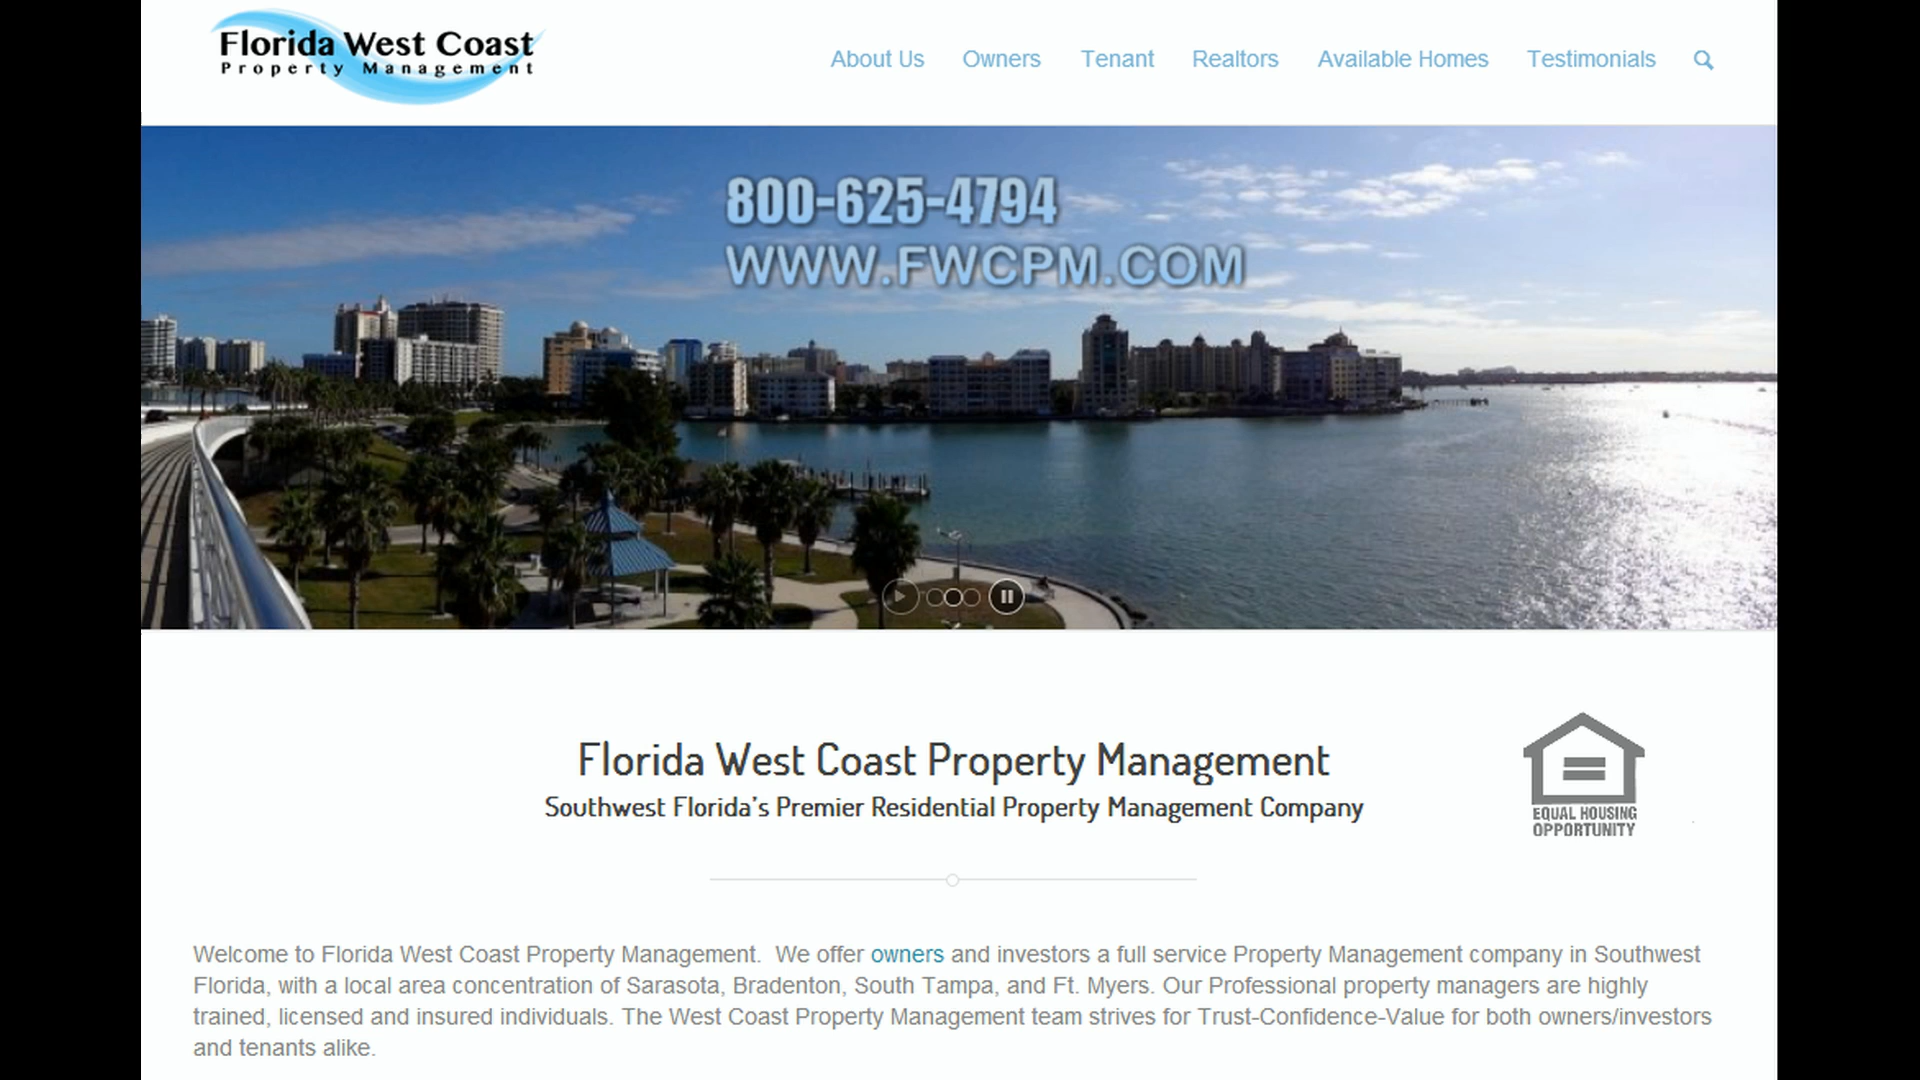 Florida West Coast
Property Management
About Us
Owners
Tenant
Realtors
Available Homes
Testimonials
800-625-4794
WWW.FWCPM.COM
Florida West Coast Property Management
Southwest Florida's Premier Residential Property Management Company
EQUAL HOUSING
OPPORTUNITY
Welcome to Florida West Coast Property Management.  We offer owners and investors a full service Property Management company in Southwest
Florida, with a local area concentration of Sarasota, Bradenton, South Tampa, and Ft. Myers. Our Professional property managers are highly
trained, licensed and insured individuals. The West Coast Property Management team strives for Trust-Confidence-Value for both owners/investors
and tenants alike.